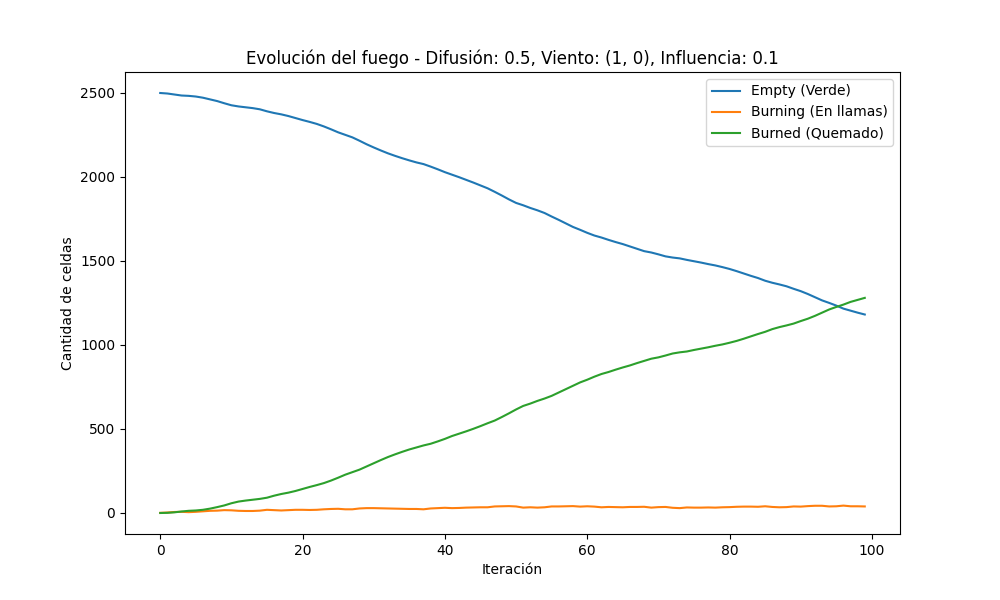 Evolución del fuego - Difusión: 0.5, Viento: (1, 0), Influencia: 0.1
Empty (Verde)
Burning (En llamas)
Burned (Quemado)
2500
2000
1500
1000
500
0
Cantidad de celdas
0 20 40 60 80 100
Iteración